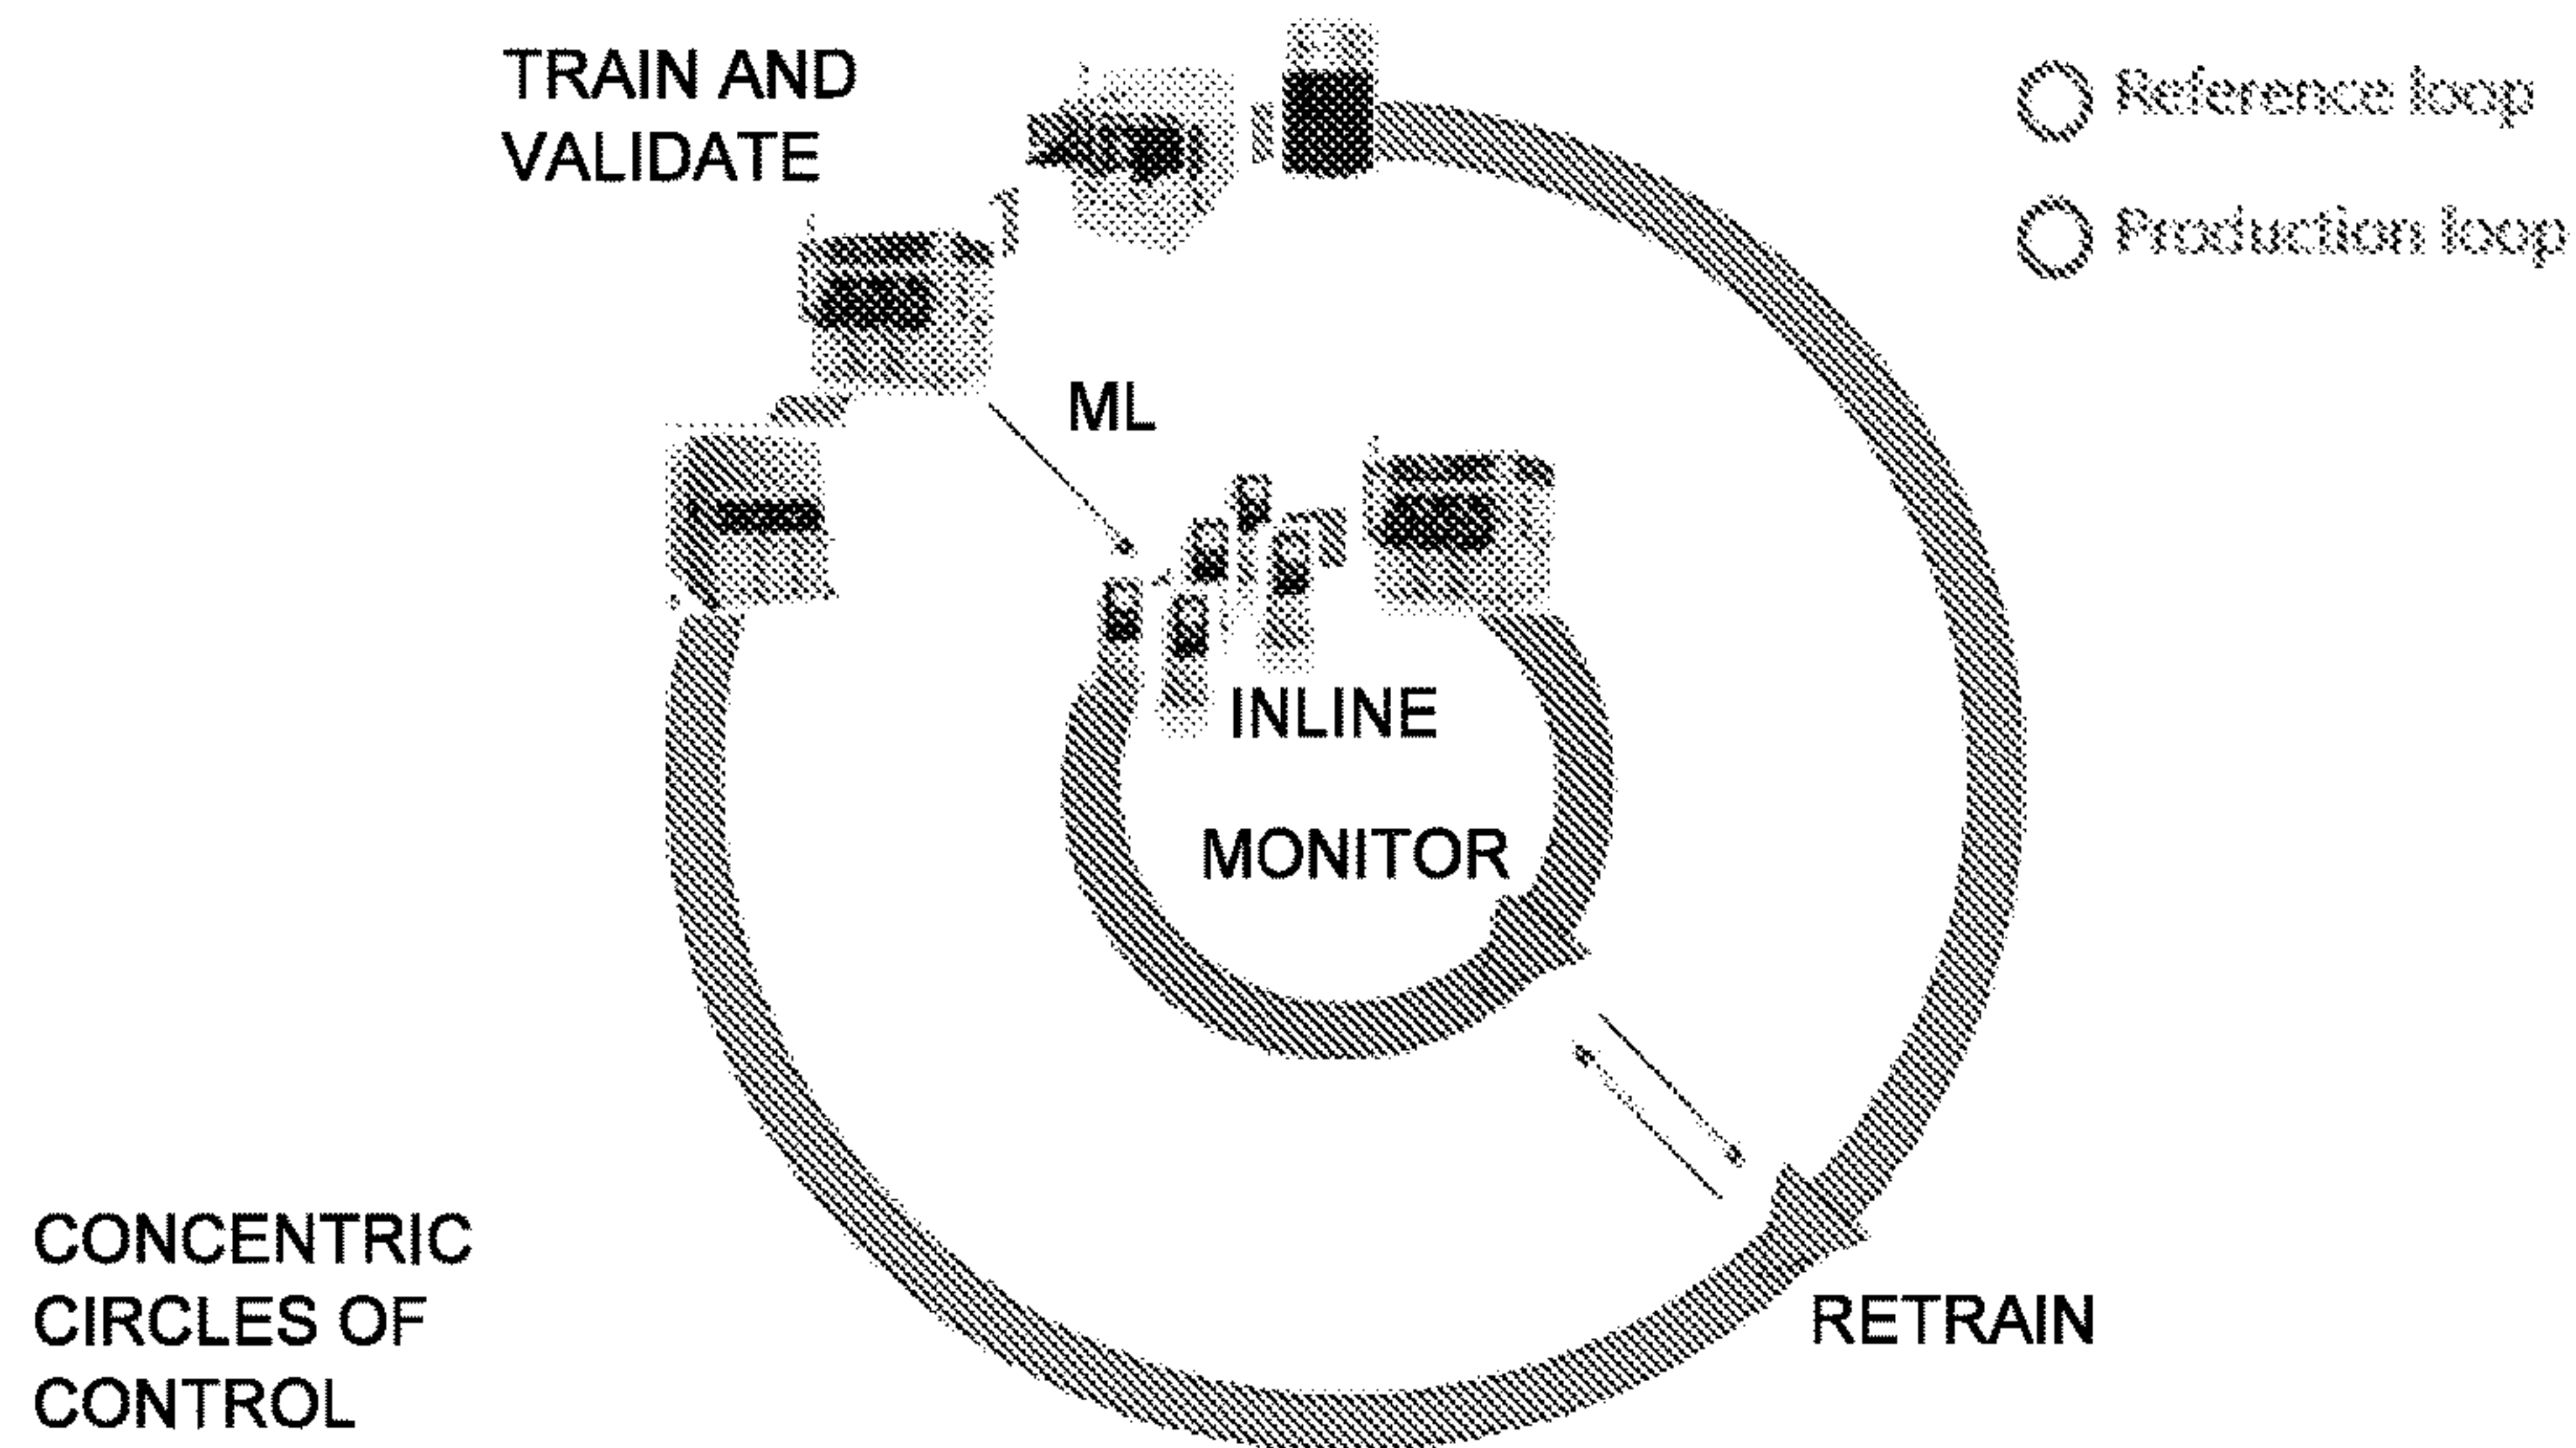 TRAIN AND
VALIDATE
Reference loop
Production loop
ML
INLINE
MONITOR
CONCENTRIC
CIRCLES OF
CONTROL
RETRAIN